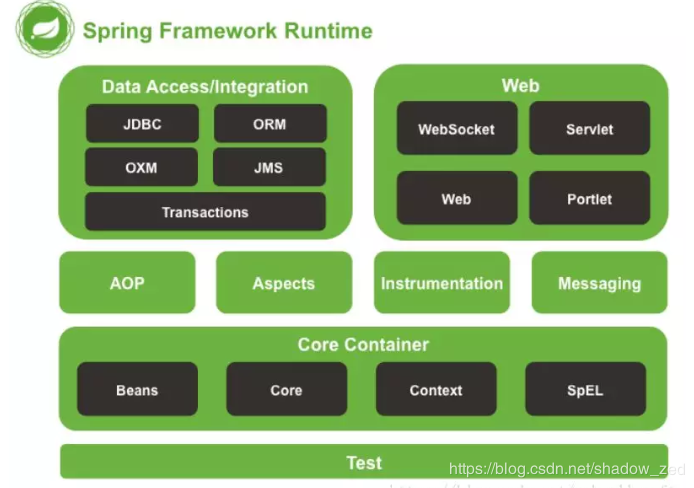 Spring Framework Runtime
Data Access/Integration
JDBC
ORM
OXM
JMS
Transactions
Web
WebSocket
Servlet
Web
Portlet
AOP
Aspects
Instrumentation
Messaging
Core Container
Beans
Core
Context
SpEL
Test
https://blog.csdn.net/shadow_zed